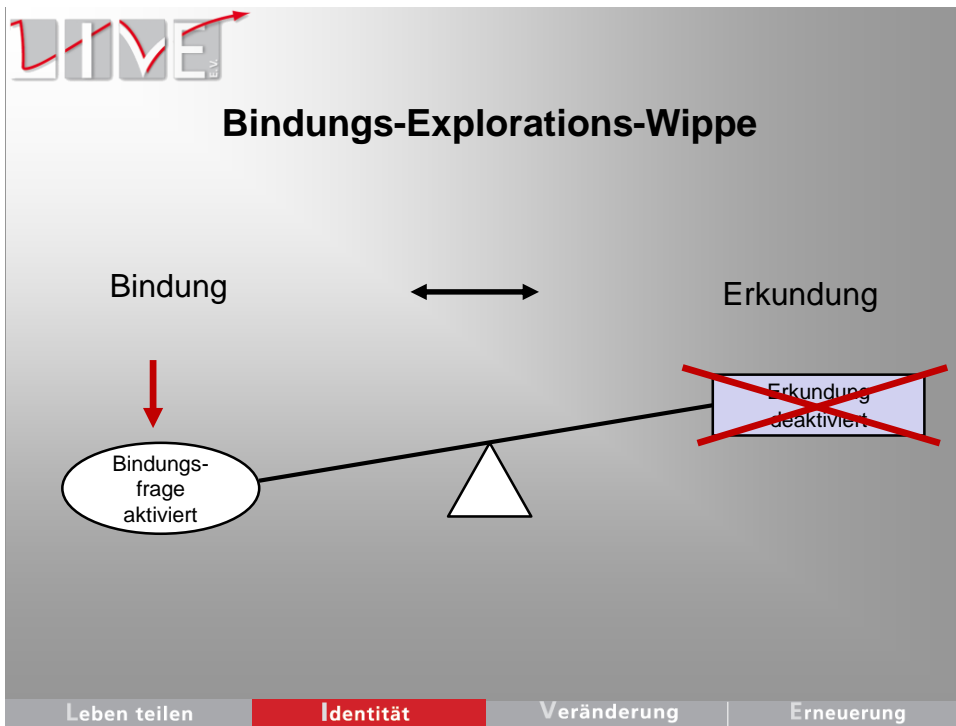 LIVE E.V.
Bindungs-Explorations-Wippe
Bindung
Erkundung
Erkundung
deaktiviert
Bindungs-
frage
aktiviert
Leben teilen
Identität
Veränderung
Erneuerung